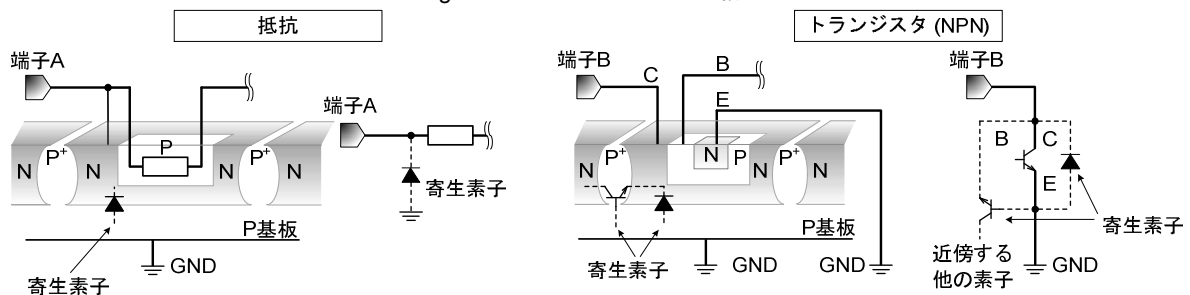 抵抗
トランジスタ (NPN)
端子A
P
N
P+
N
N
P+
N
寄生素子
P基板
GND
端子A
寄生素子
端子B
C
B
E
N
P+
N
N
P
N
P+
N
寄生素子
P基板
GND
GND
端子B
B
C
E
寄生素子
近傍する
他の素子
GND